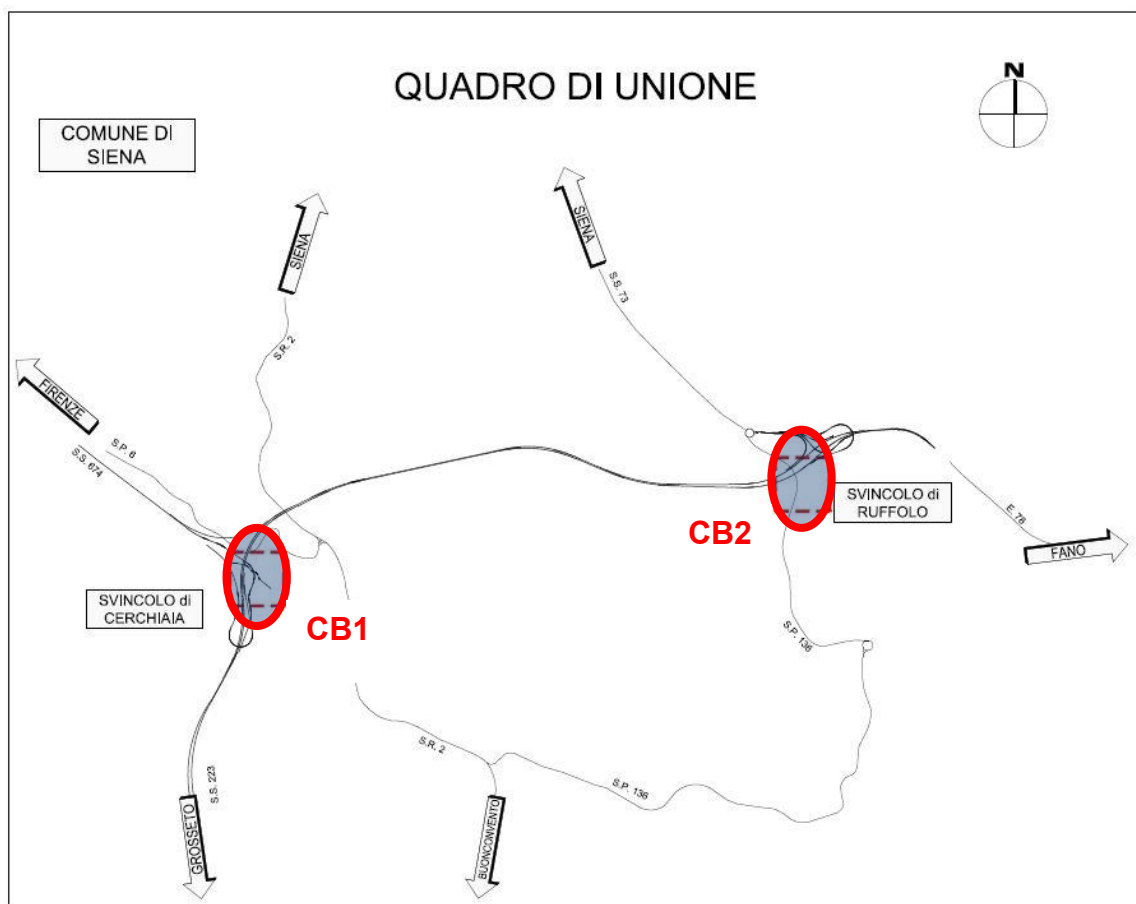 QUADRO DI UNIONE
N
COMUNE DI
SIENA
SIENA
SIENA
S.S. 73
S.R. 2
FIRENZE
S.P. 6
S.S. 674
SVINCOLO di
RUFFOLO
CB2
E. 78
FANO
SVINCOLO di
CERCHIAIA
CB1
S.P. 136
S.R. 2
S.P. 136
S.S. 223
GROSSETO
BUONCONVENTO